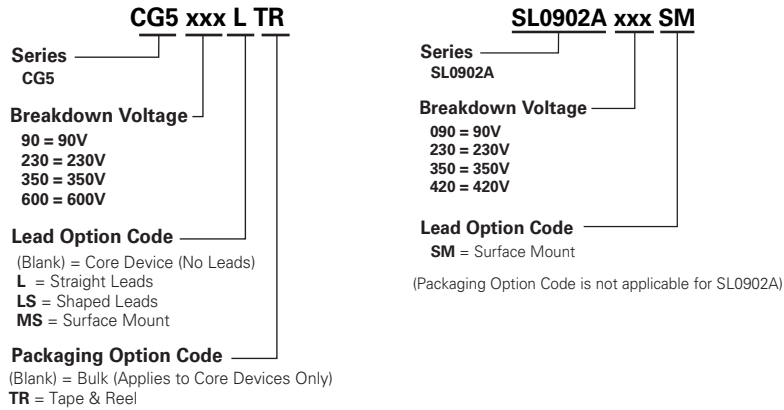 CG5 xxx L TR
Series
CG5
Breakdown Voltage
90 = 90V
230 = 230V
350 = 350V
600 = 600V
Lead Option Code
(Blank) = Core Device (No Leads)
L = Straight Leads
LS = Shaped Leads
MS = Surface Mount
Packaging Option Code
(Blank) = Bulk (Applies to Core Devices Only)
TR = Tape & Reel
SL0902A xxx SM
Series
SL0902A
Breakdown Voltage
090 = 90V
230 = 230V
350 = 350V
420 = 420V
Lead Option Code
SM = Surface Mount
(Packaging Option Code is not applicable for SL0902A)